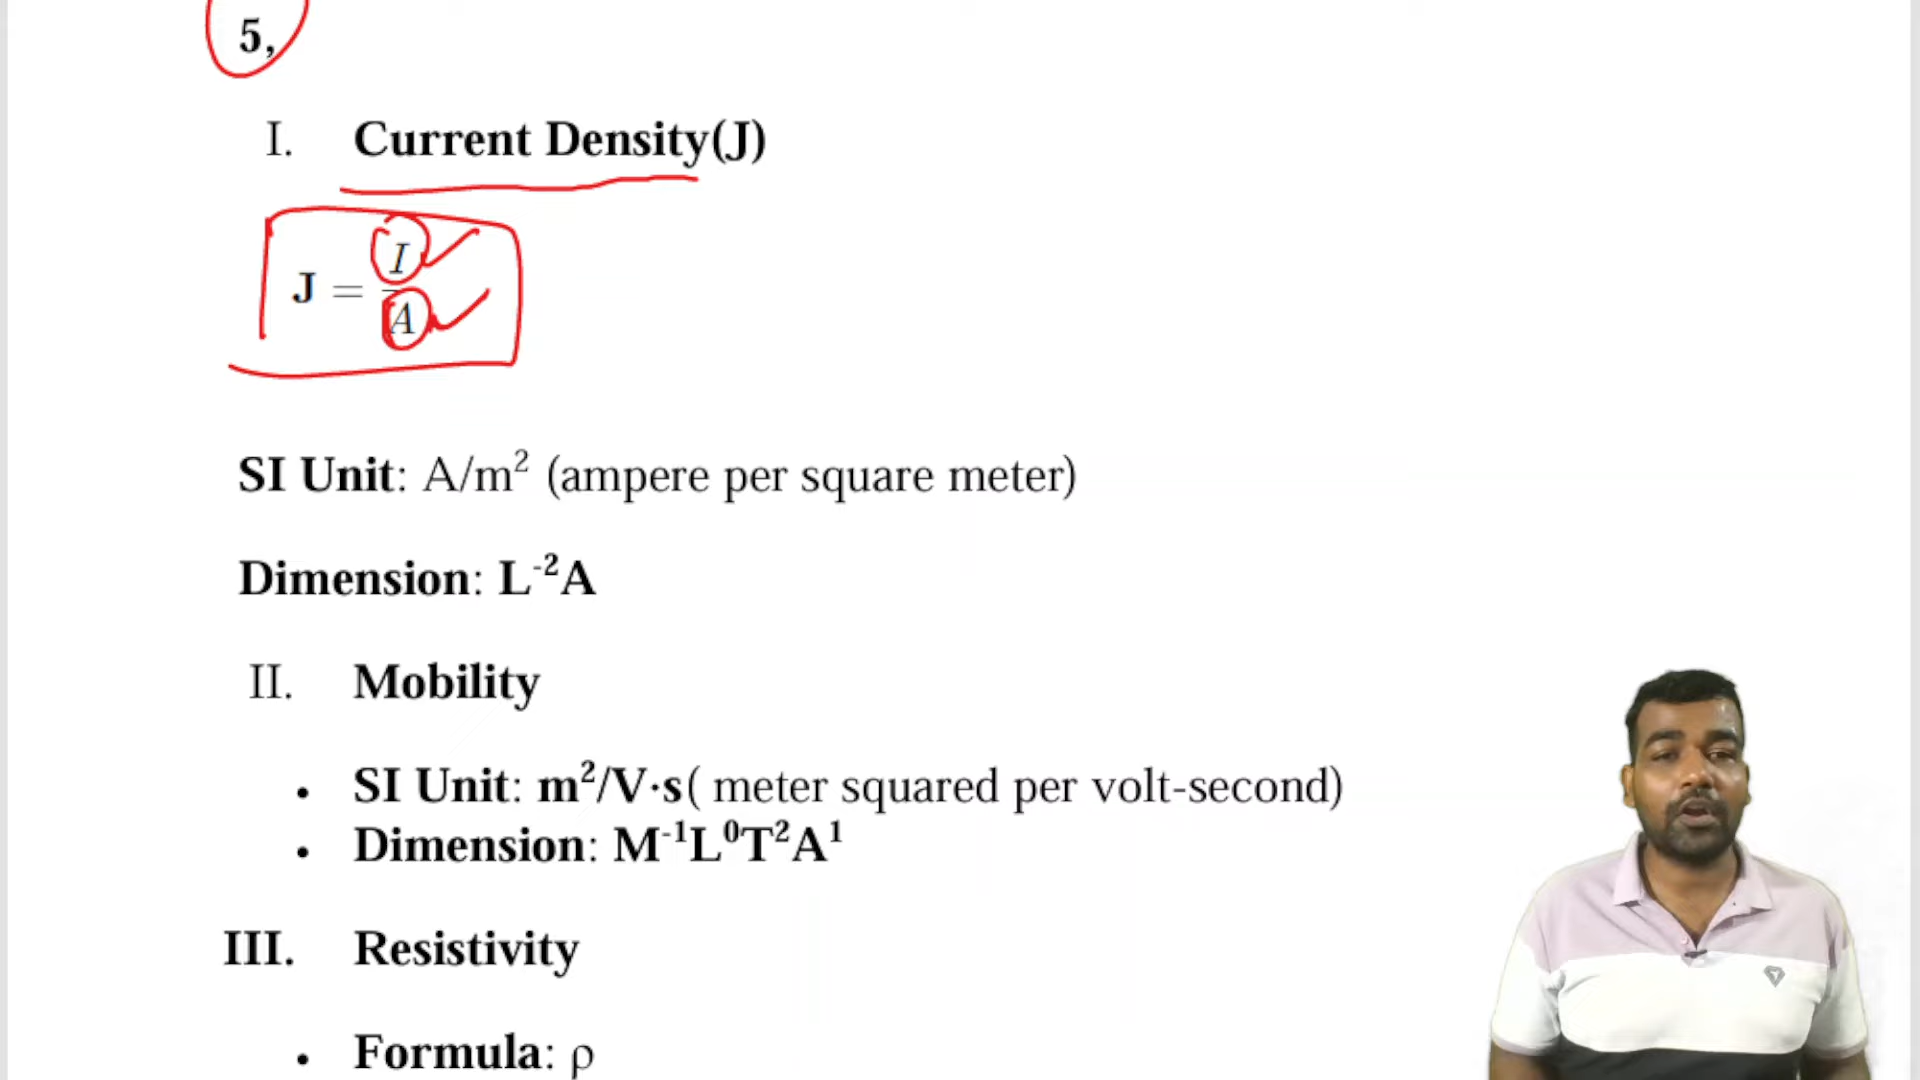 5,
I. Current Density(J)
J = I/A
SI Unit: A/m² (ampere per square meter)
Dimension: L⁻²A
II. Mobility
• SI Unit: m²/V·s( meter squared per volt-second)
• Dimension: M⁻¹L⁰T²A¹
III. Resistivity
• Formula: ρ